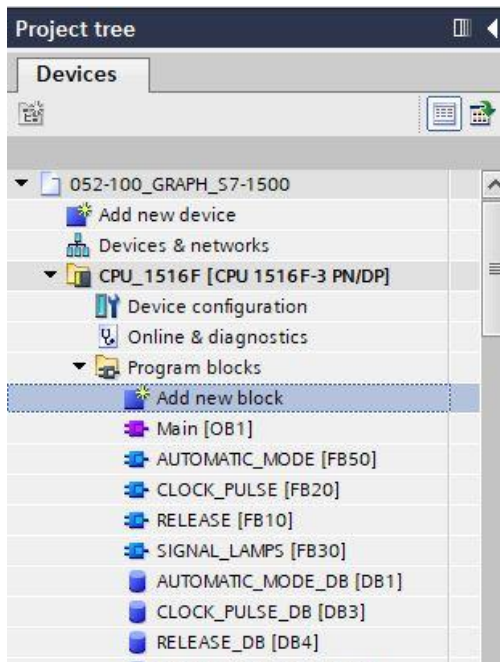 Project tree
Devices
052-100_GRAPH_S7-1500
Add new device
Devices & networks
CPU_1516F [CPU 1516F-3 PN/DP]
Device configuration
Online & diagnostics
Program blocks
Add new block
Main [OB1]
AUTOMATIC_MODE [FB50]
CLOCK_PULSE [FB20]
RELEASE [FB10]
SIGNAL_LAMPS [FB30]
AUTOMATIC_MODE_DB [DB1]
CLOCK_PULSE_DB [DB3]
RELEASE_DB [DB4]